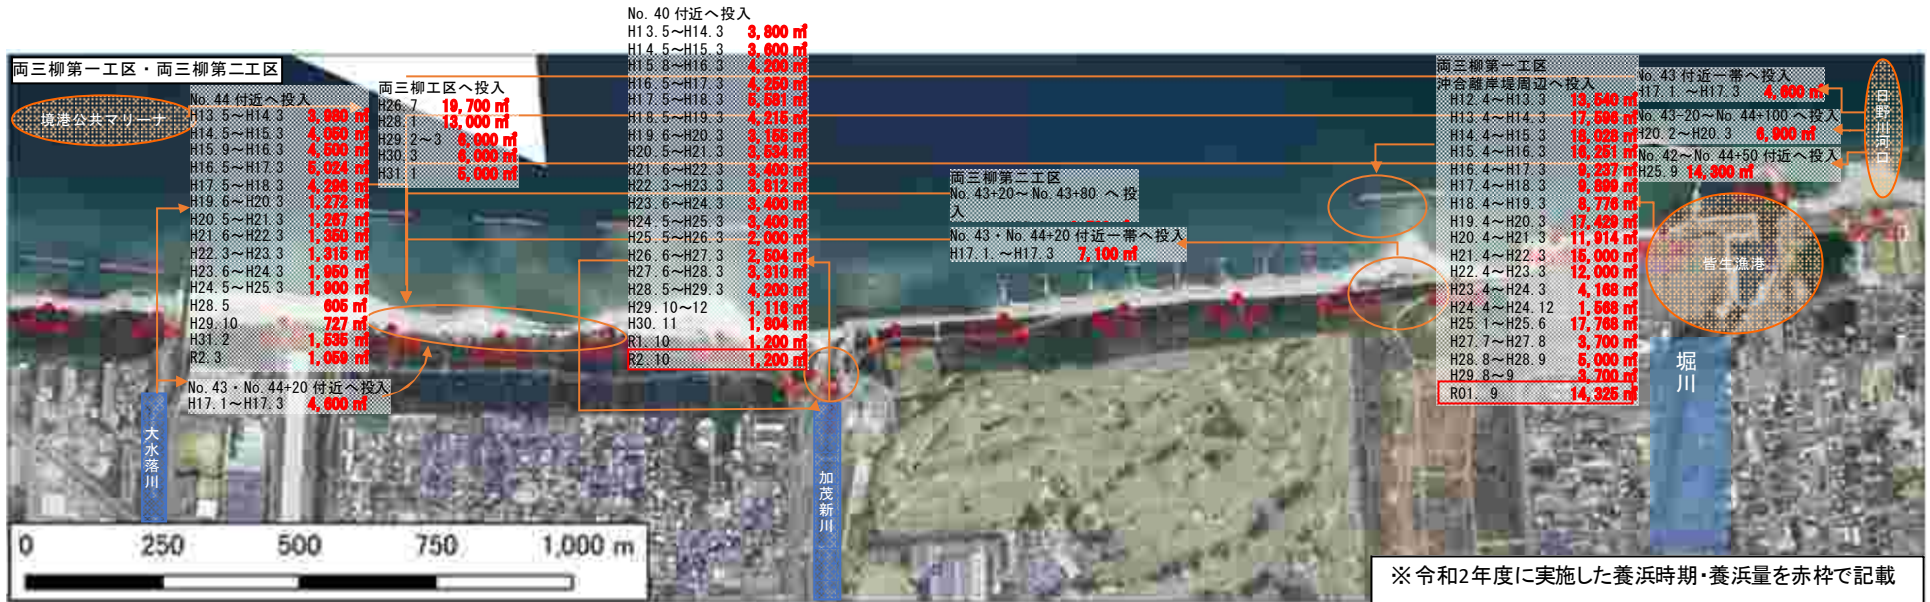 両三柳第一工区・両三柳第二工区
境港公共マリーナ
No.44 付近へ投入
H13.5～H14.3 3,980 ㎥
H14.5～H15.3 4,050 ㎥
H15.9～H16.3 4,500 ㎥
H16.5～H17.3 5,024 ㎥
H17.5～H18.3 4,296 ㎥
H19.6～H20.3 1,272 ㎥
H20.5～H21.3 1,267 ㎥
H21.6～H22.3 1,350 ㎥
H22.3～H23.3 1,315 ㎥
H23.6～H24.3 1,950 ㎥
H24.5～H25.3 1,900 ㎥
H28.5 605 ㎥
H29.10 727 ㎥
H31.2 1,535 ㎥
R2.3 1,059 ㎥
No.43・No.44+20 付近へ投入
H17.1～H17.3 4,600 ㎥
両三柳工区へ投入
H26.7 19,700 ㎥
H28. 13,000 ㎥
H29.2～3 6,000 ㎥
H30.3 6,000 ㎥
H31.1 5,000 ㎥
No.40 付近へ投入
H13.5～H14.3 3,800 ㎥
H14.5～H15.3 3,600 ㎥
H15.8～H16.3 4,200 ㎥
H16.5～H17.3 4,250 ㎥
H17.5～H18.3 5,581 ㎥
H18.5～H19.3 4,215 ㎥
H19.6～H20.3 3,155 ㎥
H20.5～H21.3 3,534 ㎥
H21.6～H22.3 3,400 ㎥
H22.3～H23.3 3,812 ㎥
H23.6～H24.3 3,400 ㎥
H24.5～H25.3 3,400 ㎥
H25.5～H26.3 2,000 ㎥
H26.6～H27.3 2,504 ㎥
H27.6～H28.3 3,310 ㎥
H28.5～H29.3 4,200 ㎥
H29.10～12 1,116 ㎥
H30.11 1,804 ㎥
R1.10 1,200 ㎥
R2.10 1,200 ㎥
両三柳第二工区
No.43+20～No.43+80 へ投
入
No.43・No.44+20 付近一帯へ投入
H17.1.～H17.3 7,100 ㎥
両三柳第一工区
沖合離岸堤周辺へ投入
H12.4～H13.3 13,540 ㎥
H13.4～H14.3 17,596 ㎥
H14.4～H15.3 18,028 ㎥
H15.4～H16.3 16,251 ㎥
H16.4～H17.3 9,237 ㎥
H17.4～H18.3 9,899 ㎥
H18.4～H19.3 8,776 ㎥
H19.4～H20.3 17,429 ㎥
H20.4～H21.3 11,914 ㎥
H21.4～H22.3 15,000 ㎥
H22.4～H23.3 12,000 ㎥
H23.4～H24.3 4,168 ㎥
H24.4～H24.12 1,568 ㎥
H25.1～H25.6 17,768 ㎥
H27.7～H27.8 3,700 ㎥
H28.8～H28.9 5,000 ㎥
H29.8～9 3,700 ㎥
R01. 9 14,325 ㎥
No.43 付近一帯へ投入
H17.1 ～H17.3 4,600 ㎥
No.43-20～No.44+100 へ投入
H20.2～H20.3 6,900 ㎥
No.42～No.44+50 付近へ投入
H25.9 14,300 ㎥
日野川河口
皆生漁港
堀川
大水落川
加茂新川
0 250 500 750 1,000 m
※令和2年度に実施した養浜時期・養浜量を赤枠で記載